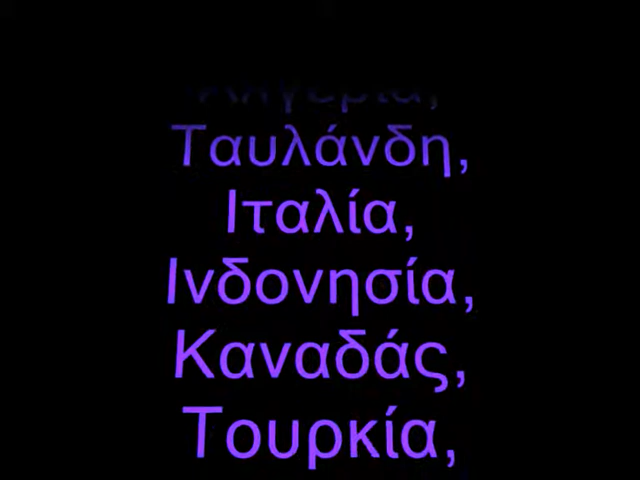 Ταυλάνδη,
Ιταλία,
Ινδονησία,
Καναδάς,
Τουρκία,